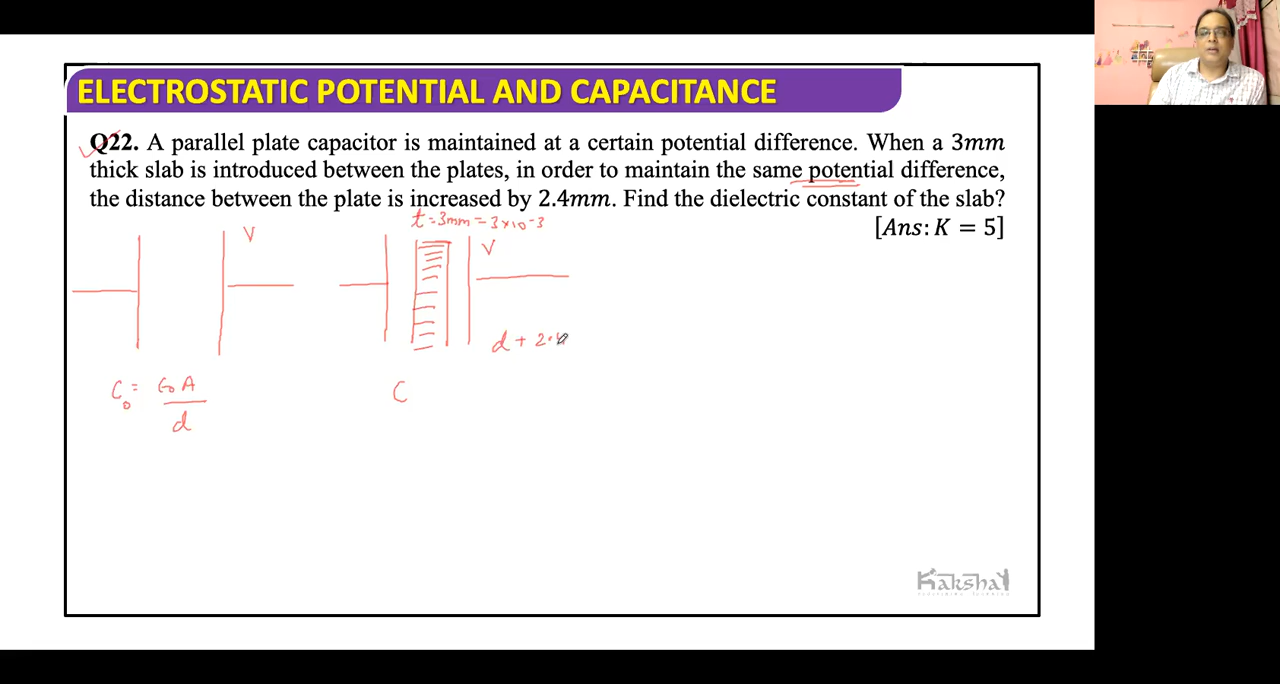 ELECTROSTATIC POTENTIAL AND CAPACITANCE
Q22. A parallel plate capacitor is maintained at a certain potential difference. When a 3mm
thick slab is introduced between the plates, in order to maintain the same potential difference,
the distance between the plate is increased by 2.4mm. Find the dielectric constant of the slab?
[Ans: K = 5]
t = 3mm = 3×10-3
V
V
d + 2.4
C0 = ϵ0A
d
C
Kaksha